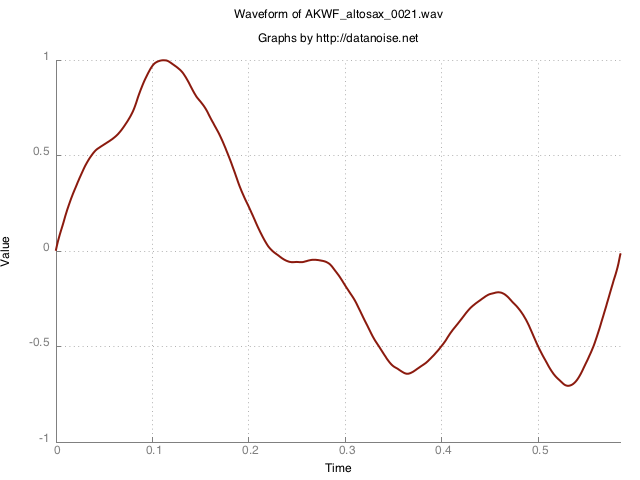 Waveform of AKWF_altosax_0021.wav
Graphs by http://datanoise.net
1
0.5
0
-0.5
-1
Value
0 0.1 0.2 0.3 0.4 0.5
Time